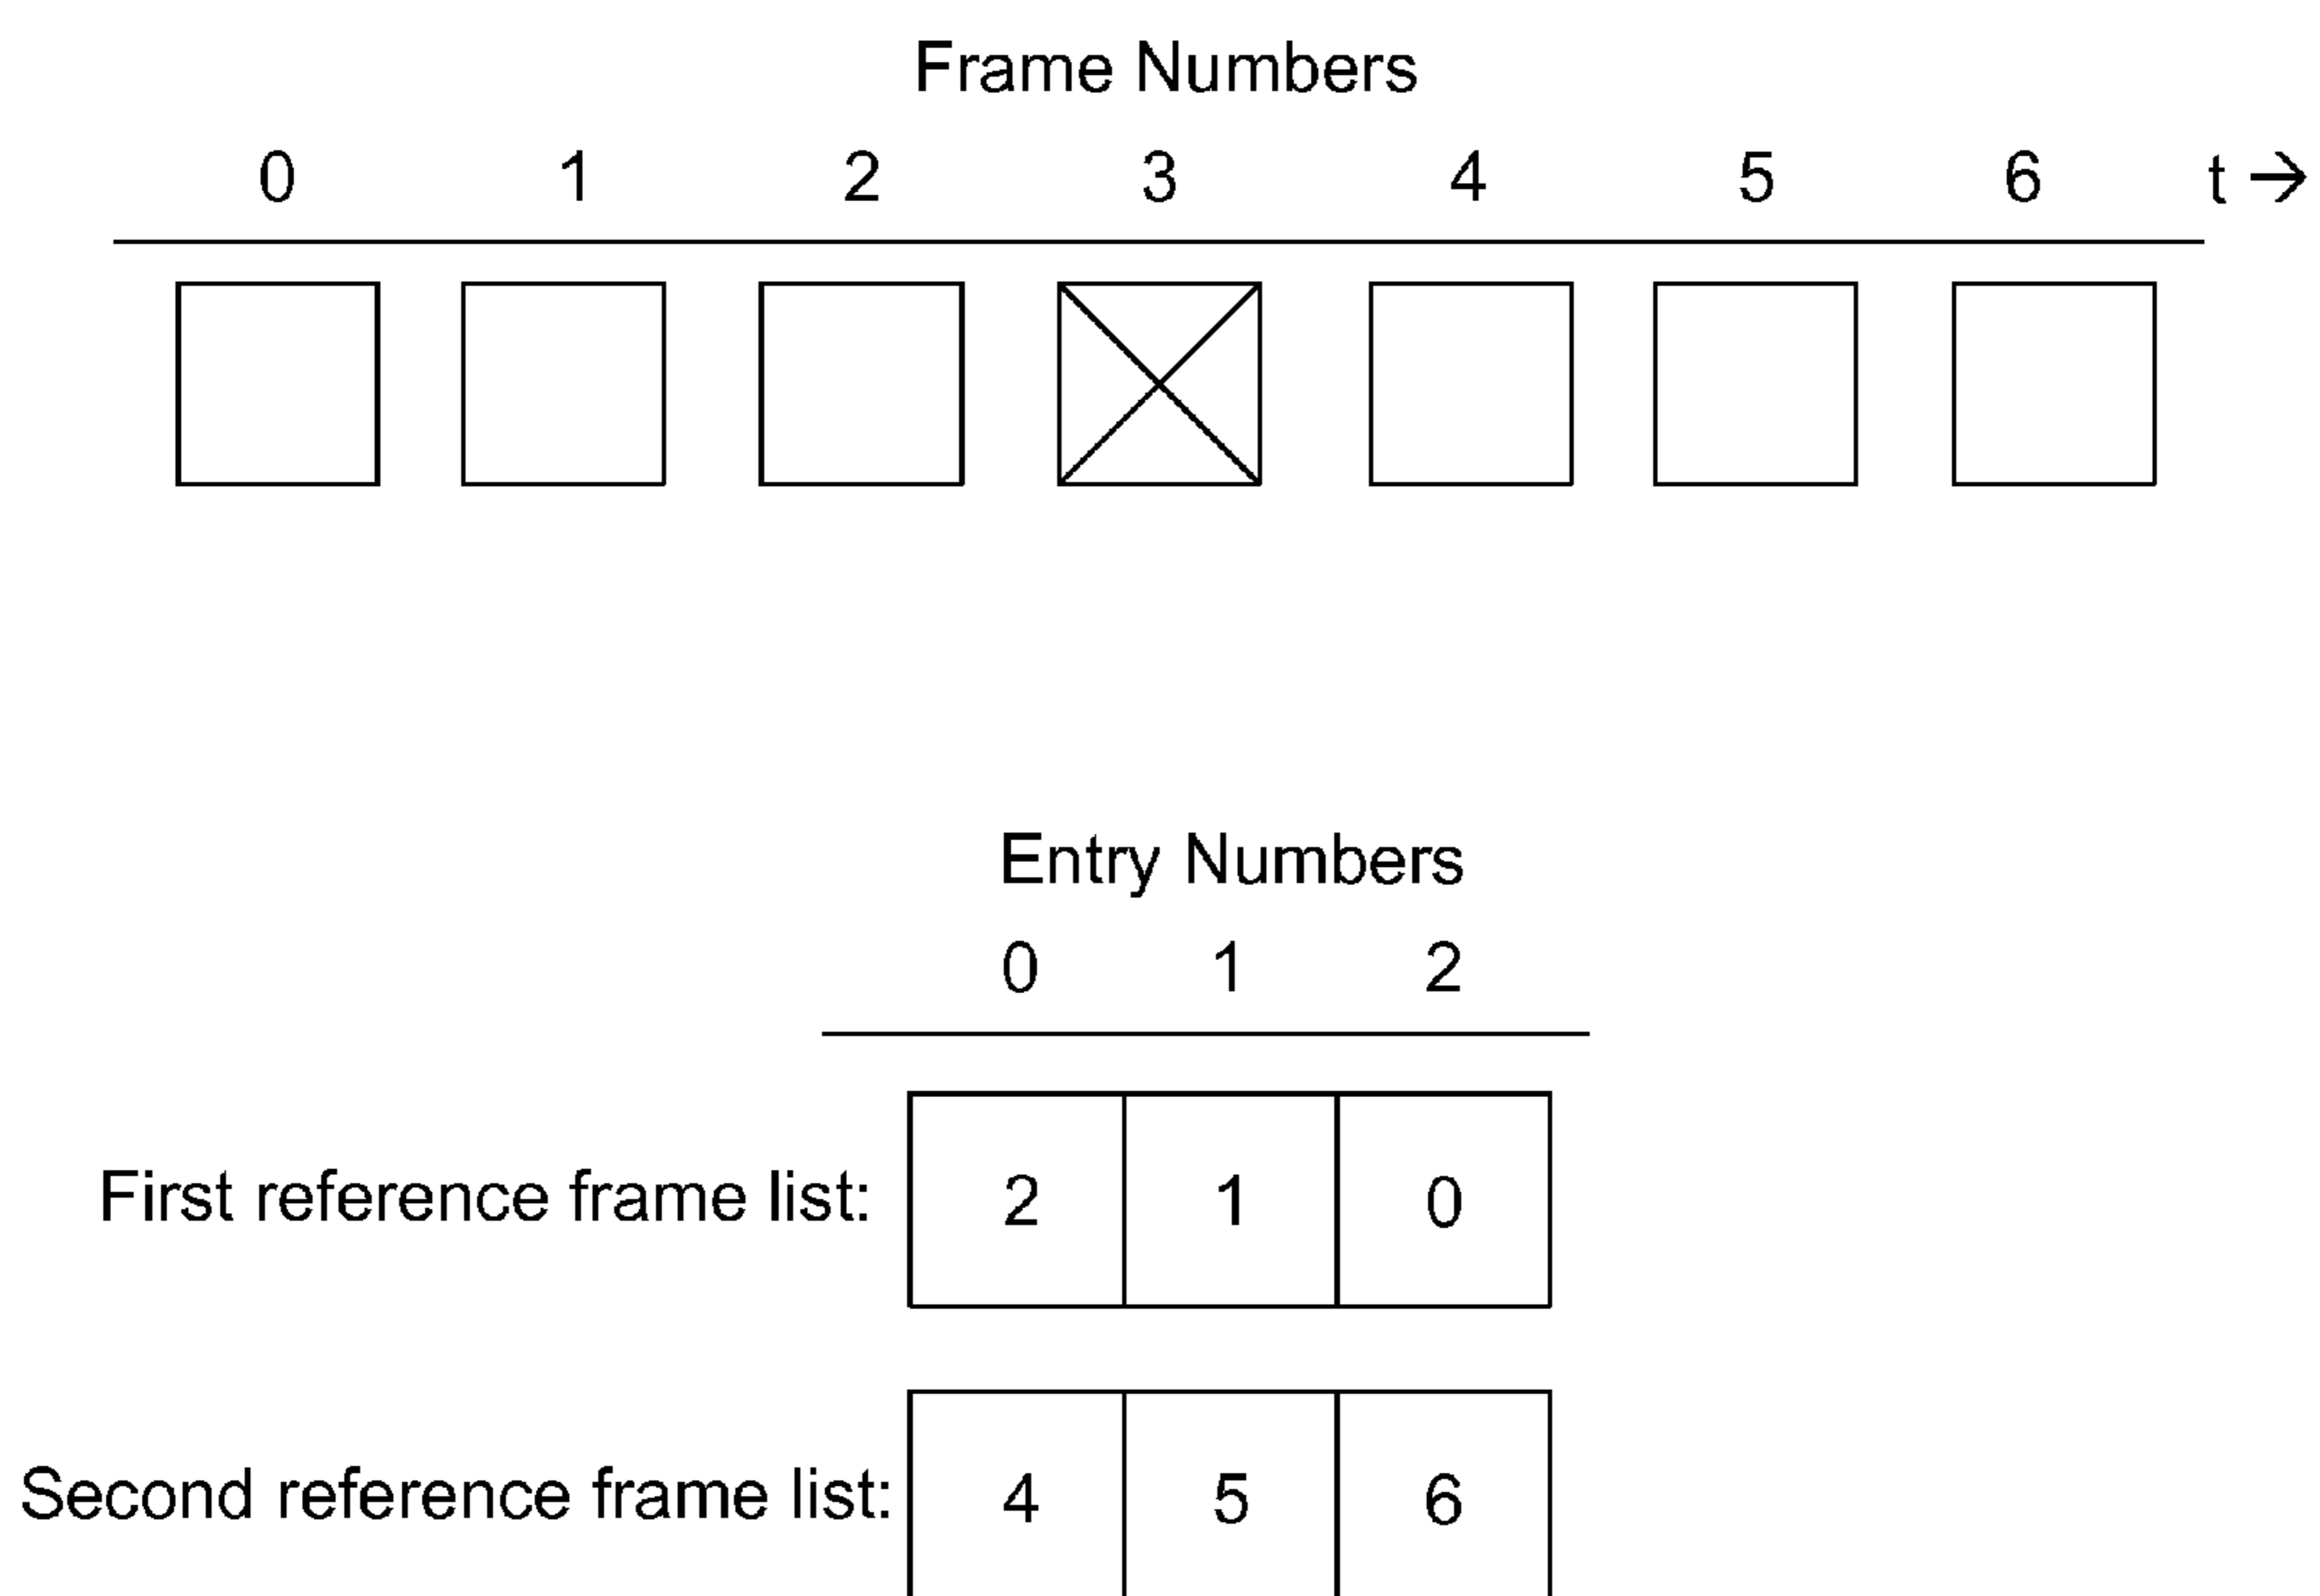 Frame Numbers
0 1 2 3 4 5 6 t →
Entry Numbers
0 1 2
First reference frame list: 2 1 0
Second reference frame list: 4 5 6